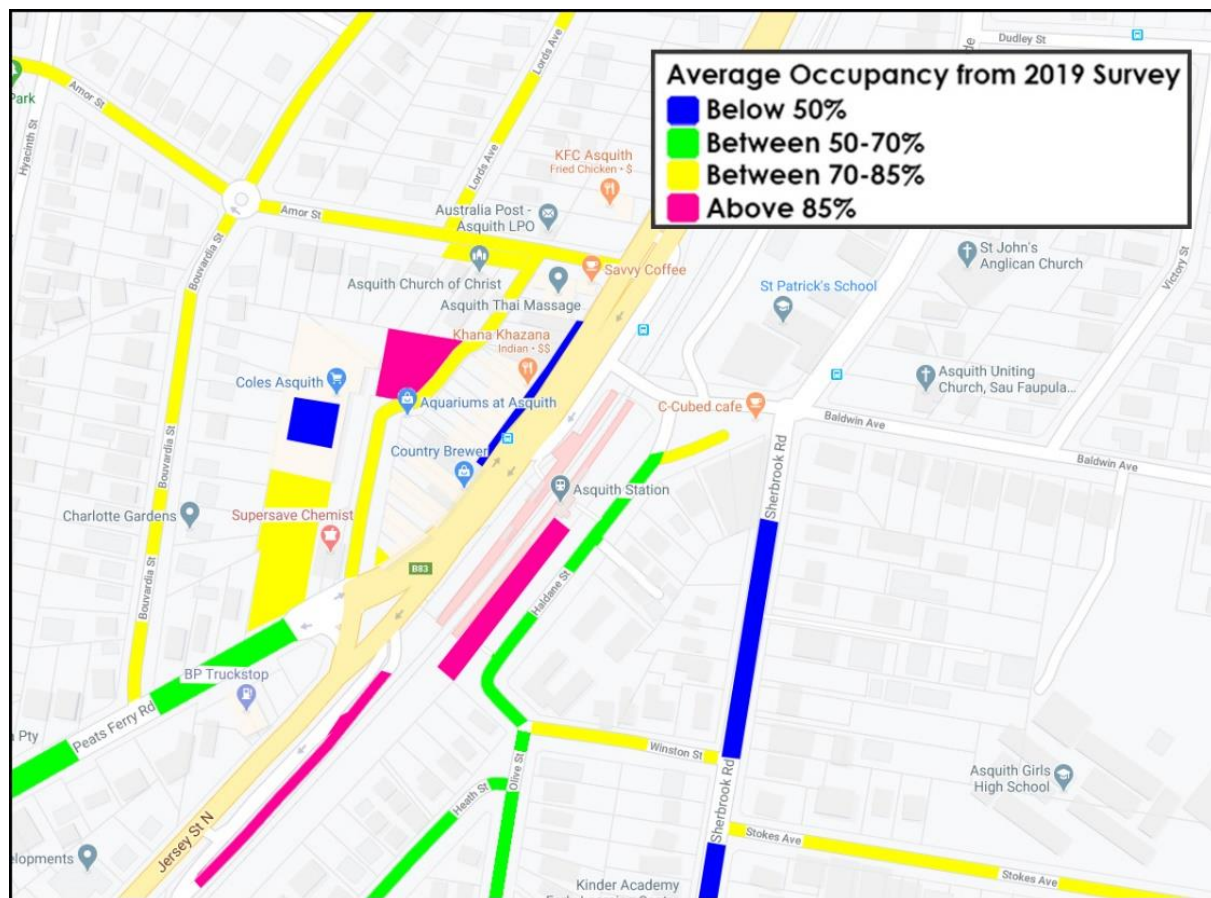 Average Occupancy from 2019 Survey
Below 50%
Between 50-70%
Between 70-85%
Above 85%
Dudley St
Lords Ave
Park
Amor St
Hyacinth St
KFC Asquith
Fried Chicken • $
Lords Ave
Amor St
Australia Post -
Asquith LPO
St John's
Anglican Church
Victory St
Bouvardia St
Asquith Church of Christ
Savvy Coffee
Asquith Thai Massage
St Patrick's School
Khana Khazana
Indian • $$
Coles Asquith
Aquariums at Asquith
C-Cubed cafe
Asquith Uniting
Church, Sau Faupula...
Baldwin Ave
Baldwin Ave
Country Brewer
Asquith Station
Sherbrook Rd
Charlotte Gardens
Supersave Chemist
B83
Haldane St
Bouvardia St
BP Truckstop
Peats Ferry Rd
Pty
Winston St
Olive St
Heath St
Sherbrook Rd
Asquith Girls
High School
Jersey St N
Stokes Ave
Stokes Ave
elopments
Kinder Academy